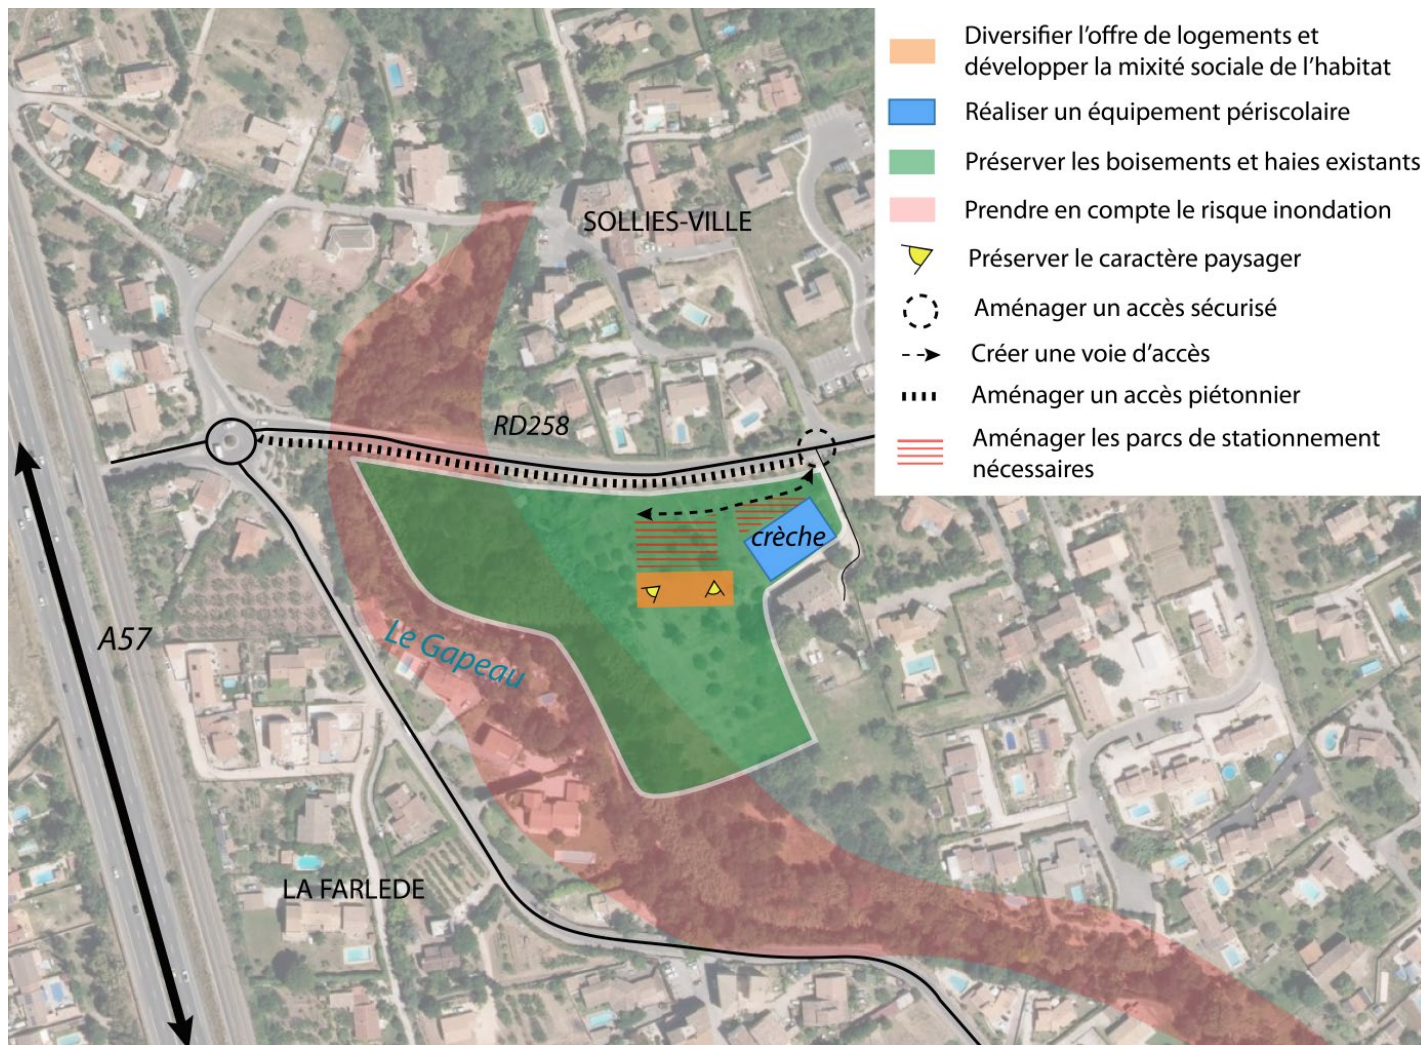 Diversifier l'offre de logements et
développer la mixité sociale de l'habitat
Réaliser un équipement périscolaire
Préserver les boisements et haies existants
Prendre en compte le risque inondation
Préserver le caractère paysager
Aménager un accès sécurisé
Créer une voie d'accès
Aménager un accès piétonnier
Aménager les parcs de stationnement
nécessaires
SOLLIES-VILLE
RD258
crèche
A57
Le Gapeau
LA FARLEDE